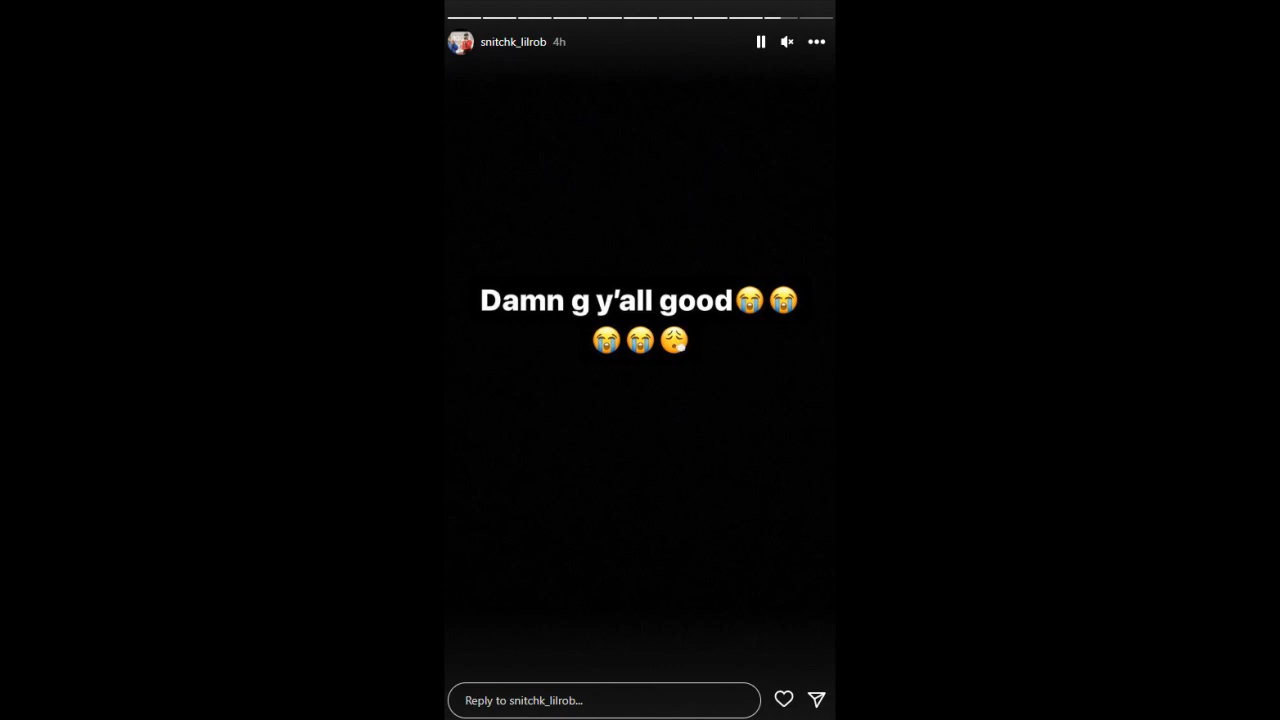 snitchk_lilrob 4h
Damn g y’all good😭😭
😭😭😮‍💨
Reply to snitchk_lilrob...